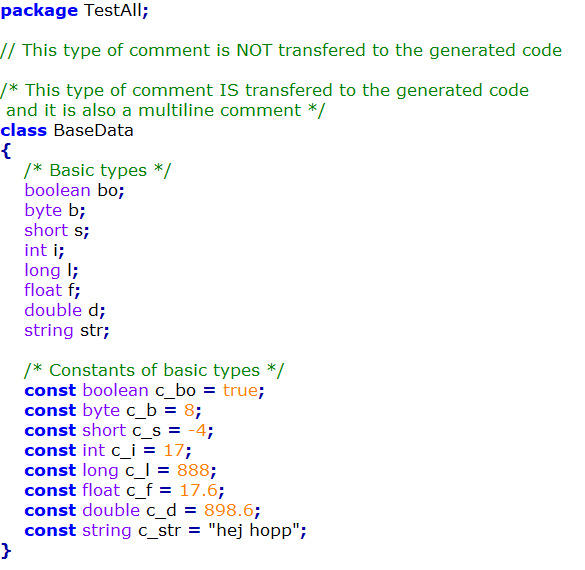 package TestAll;

// This type of comment is NOT transfered to the generated code

/* This type of comment IS transfered to the generated code
 and it is also a multiline comment */
class BaseData
{
    /* Basic types */
    boolean bo;
    byte b;
    short s;
    int i;
    long l;
    float f;
    double d;
    string str;

    /* Constants of basic types */
    const boolean c_bo = true;
    const byte c_b = 8;
    const short c_s = -4;
    const int c_i = 17;
    const long c_l = 888;
    const float c_f = 17.6;
    const double c_d = 898.6;
    const string c_str = "hej hopp";
}